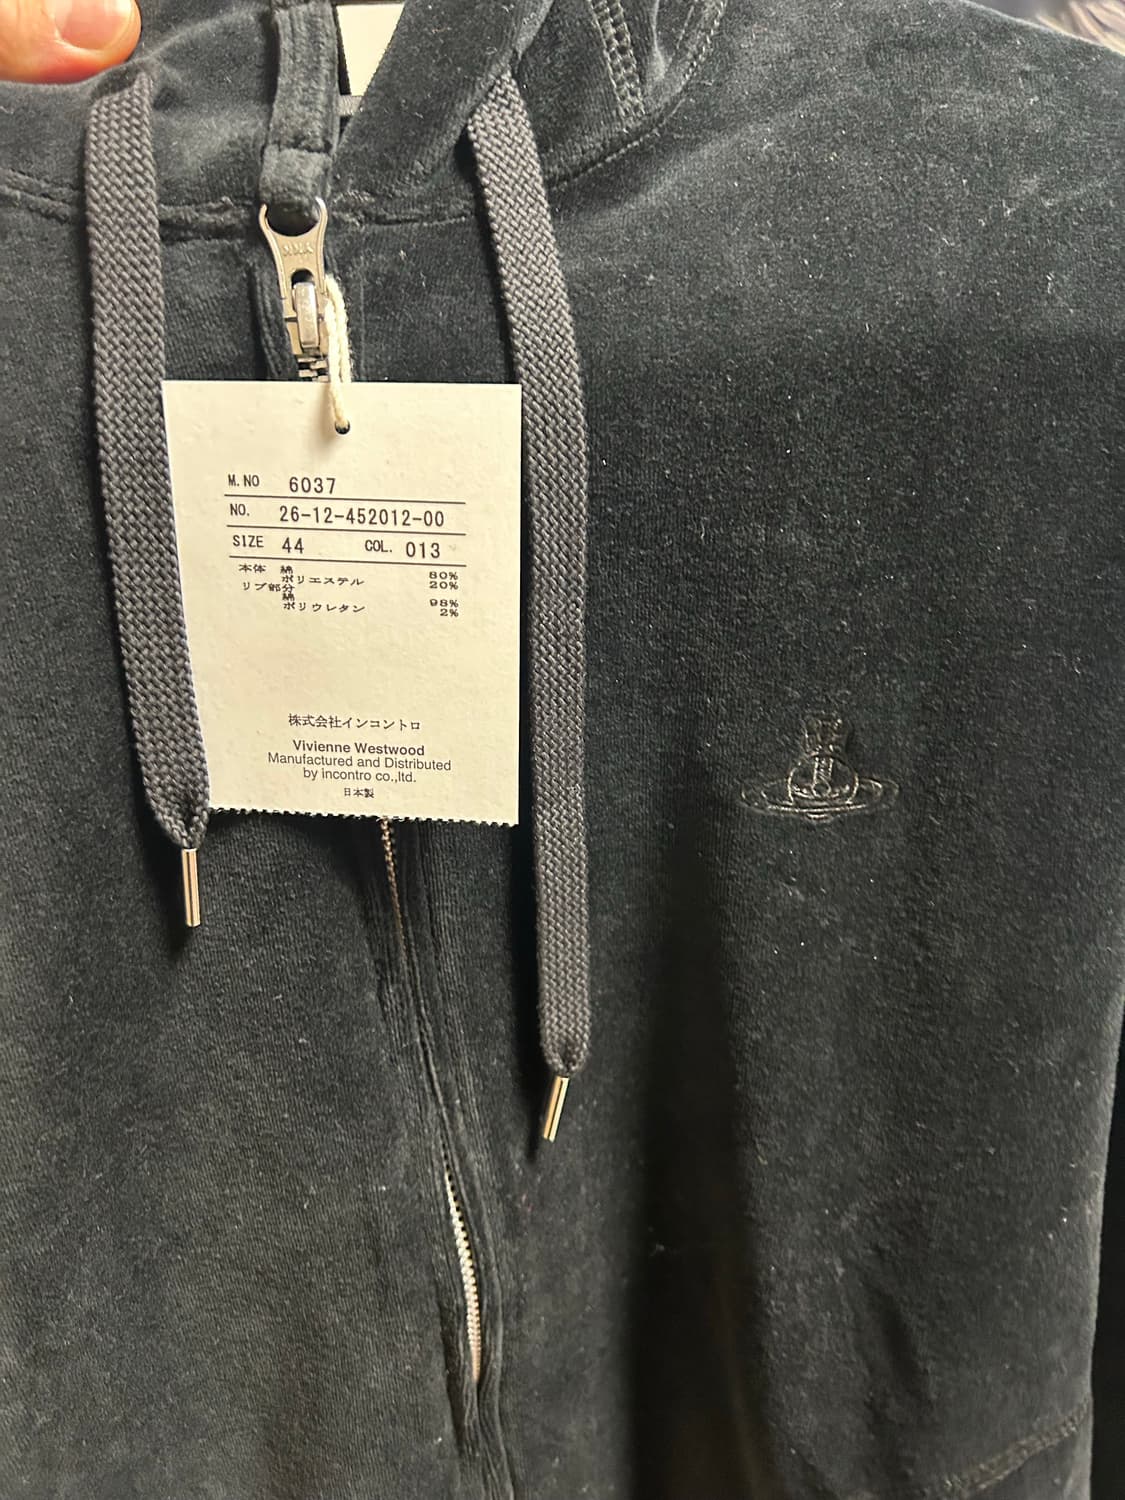 YKK
M.NO 6037
NO. 26-12-452012-00
SIZE 44 COL. 013
本体 綿 80%
ポリエステル 20%
リブ部分
綿 98%
ポリウレタン 2%
株式会社インコントロ
Vivienne Westwood
Manufactured and Distributed
by incontro co.,ltd.
日本製